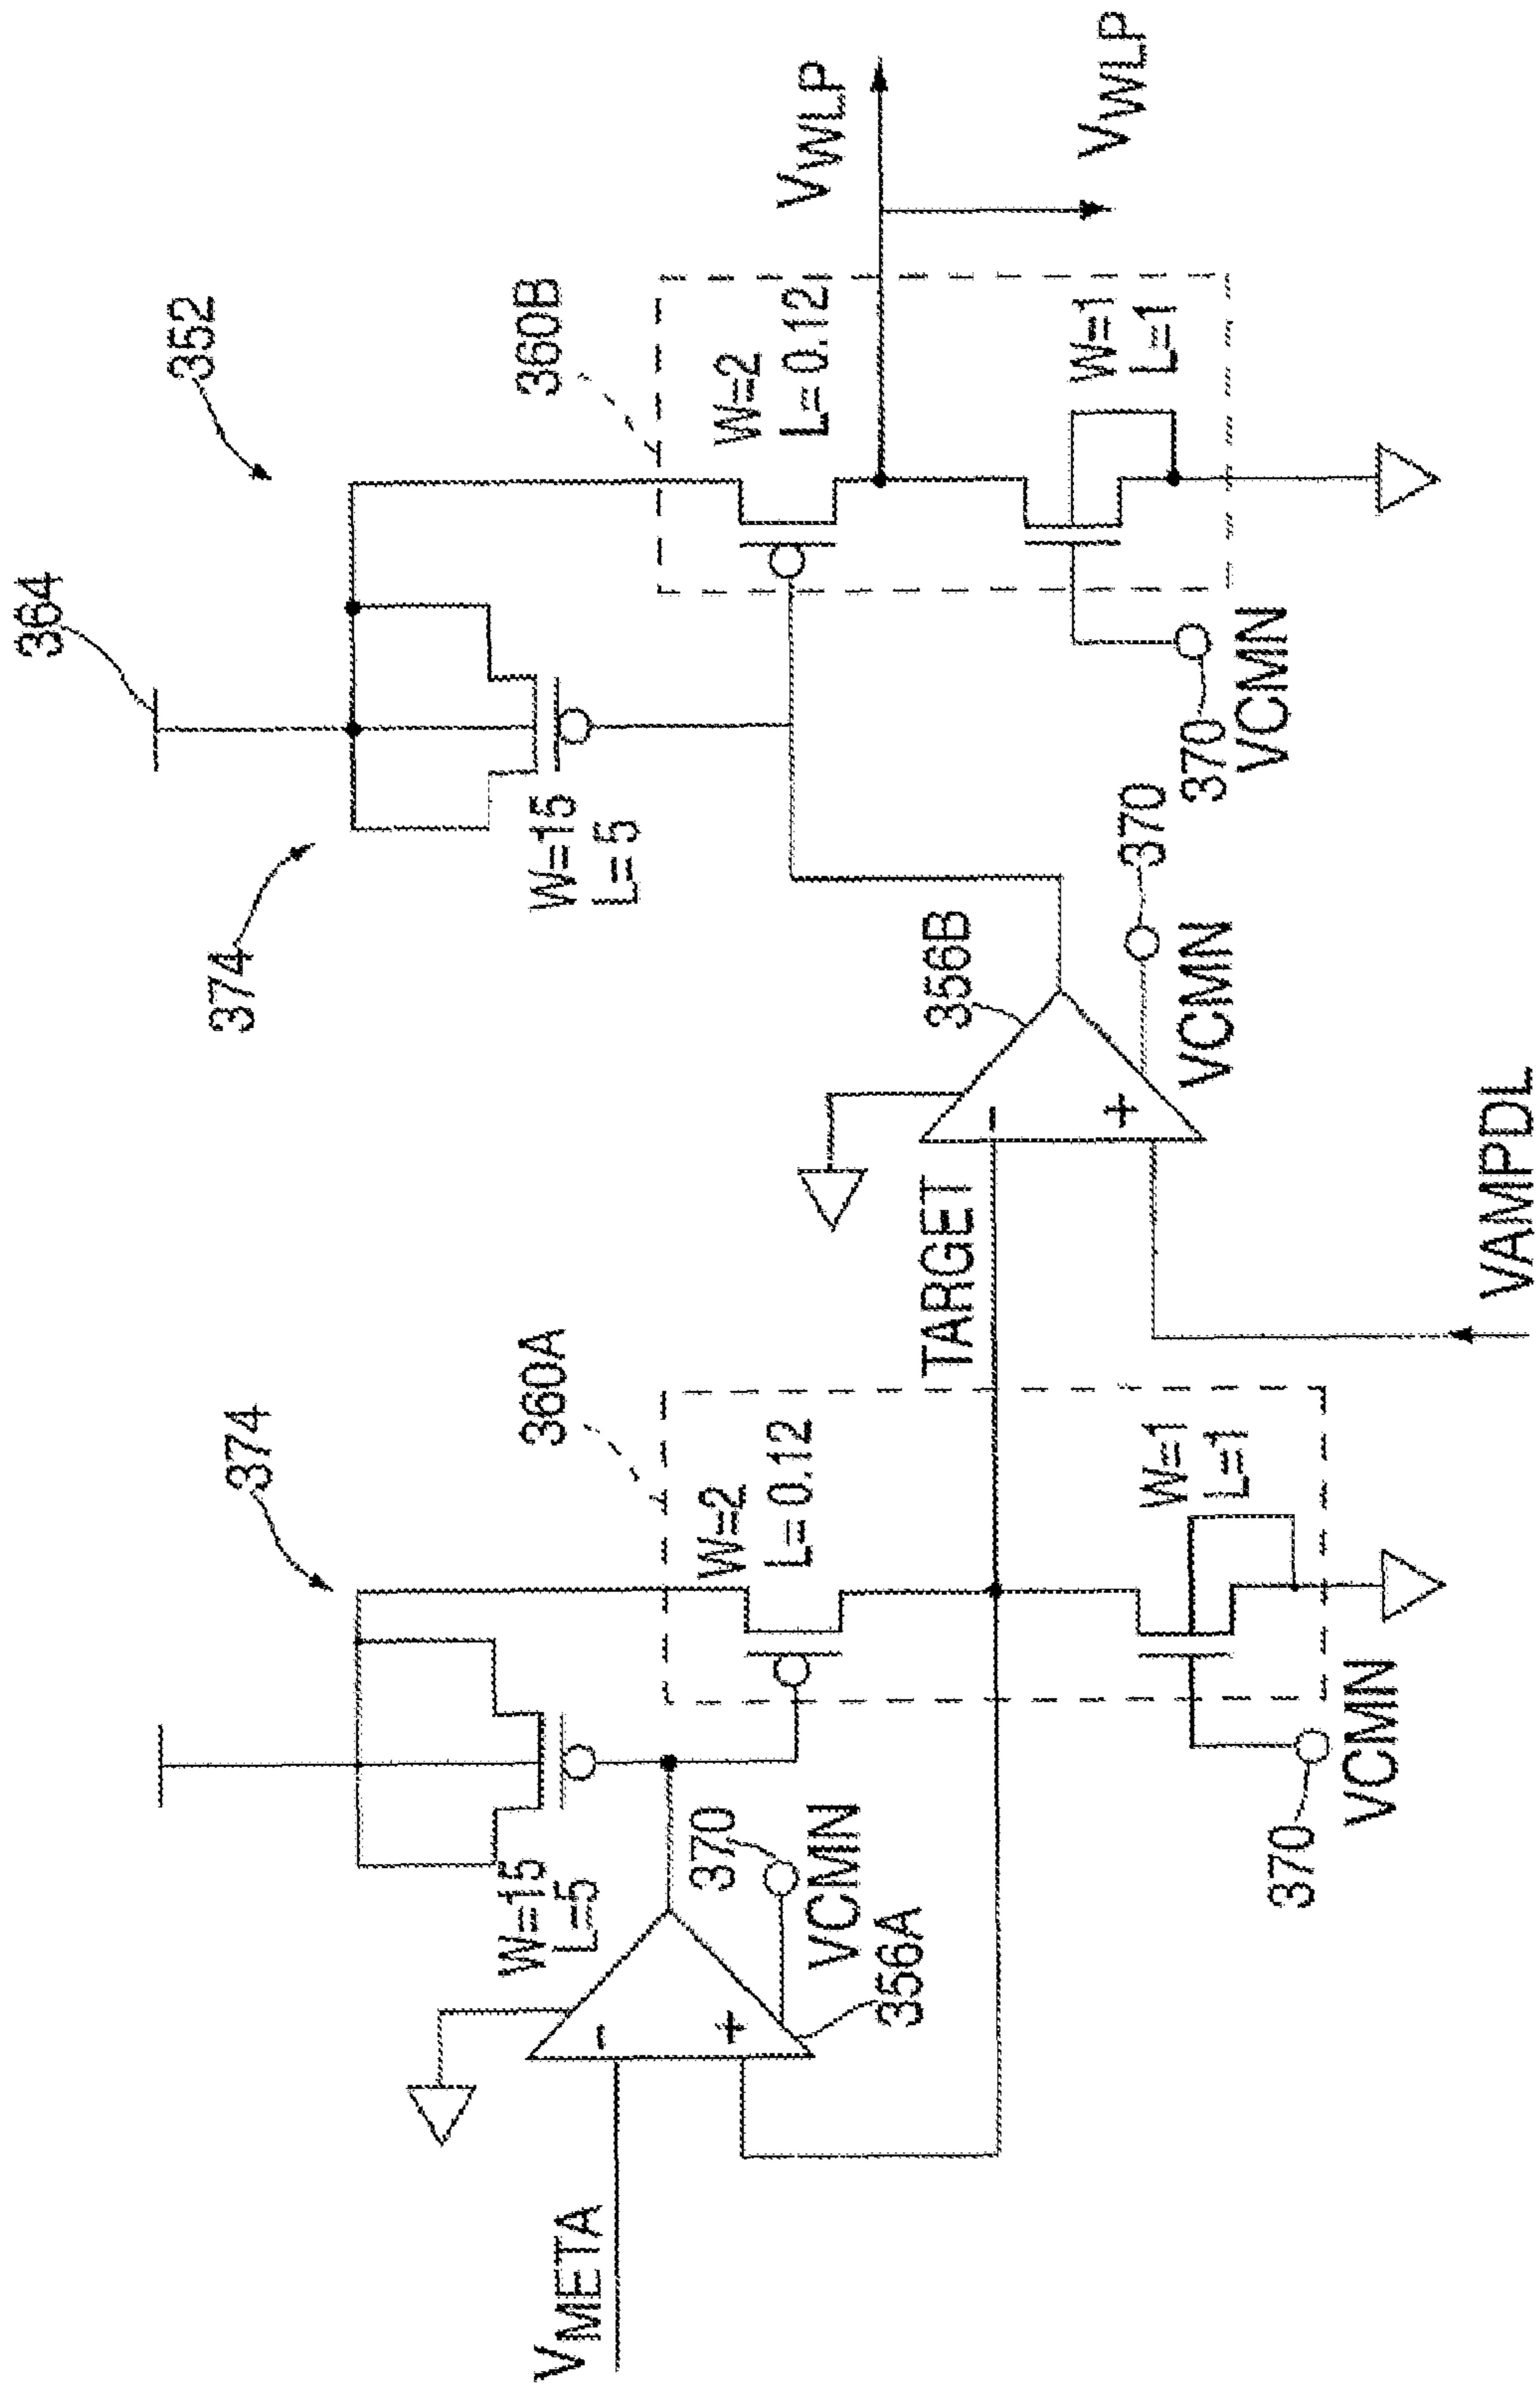 352
364
374
W=15
L=5
360B
W=2
L=0.12
VWLP
VWLP
W=1
L=1
370
VCMN
356B
-
+
370
VCMN
TARGET
VAMPDL
374
W=15
L=5
360A
W=2
L=0.12
W=1
L=1
370
VCMN
370
VCMN
356A
-
+
VMETA